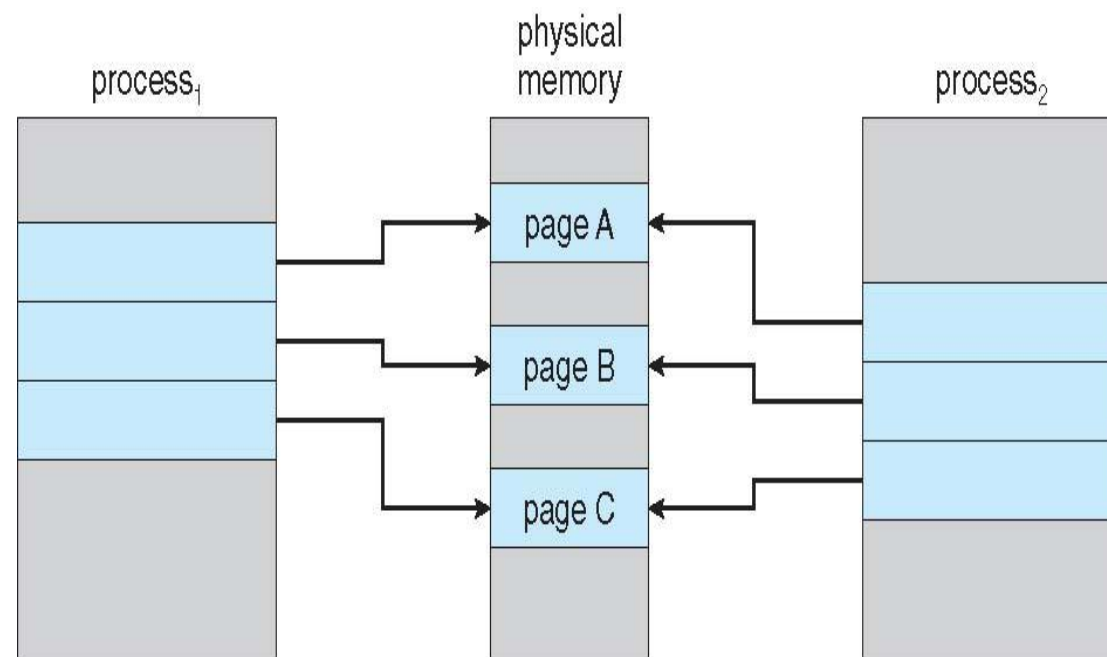 process₁
physical
memory
process₂
page A
page B
page C